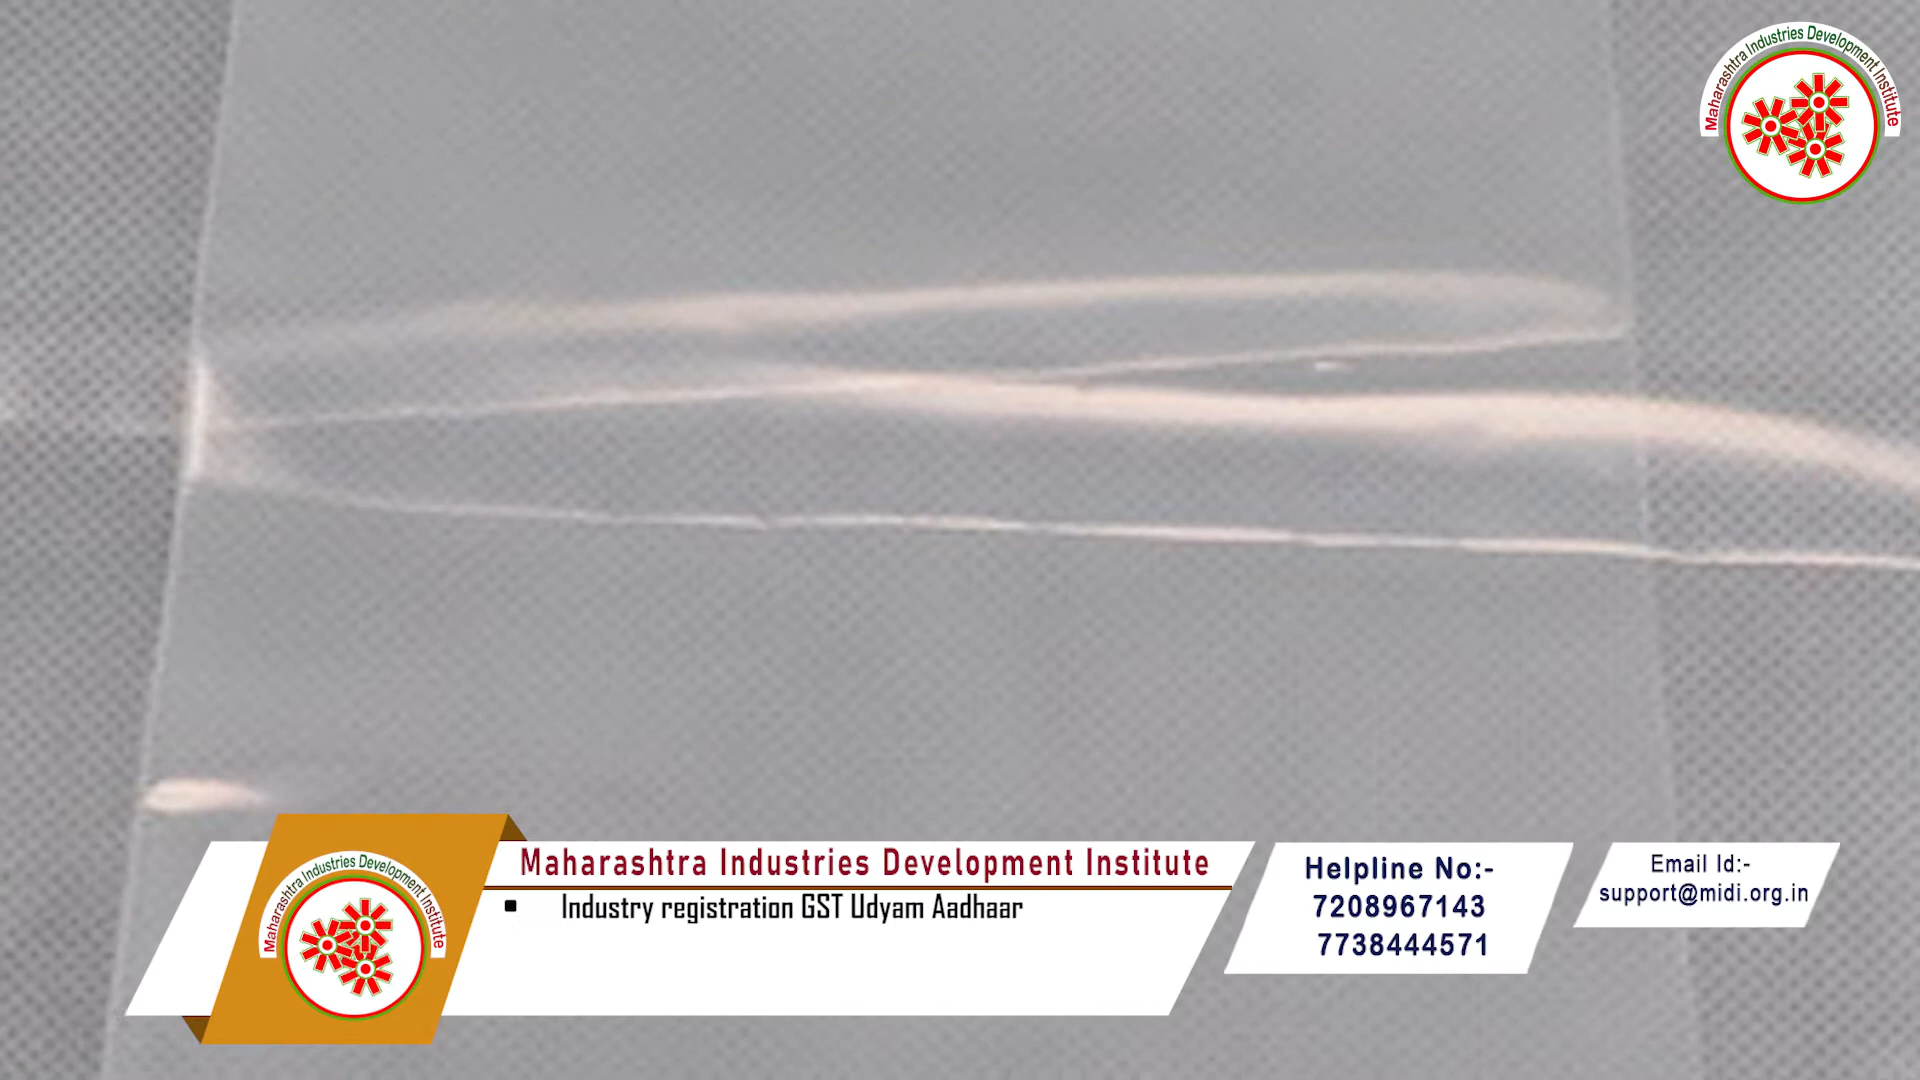 Maharashtra Industries Development Institute
Maharashtra Industries Development Institute
Maharashtra Industries Development Institute
▪ Industry registration GST Udyam Aadhaar
Helpline No:-
7208967143
7738444571
Email Id:-
support@midi.org.in